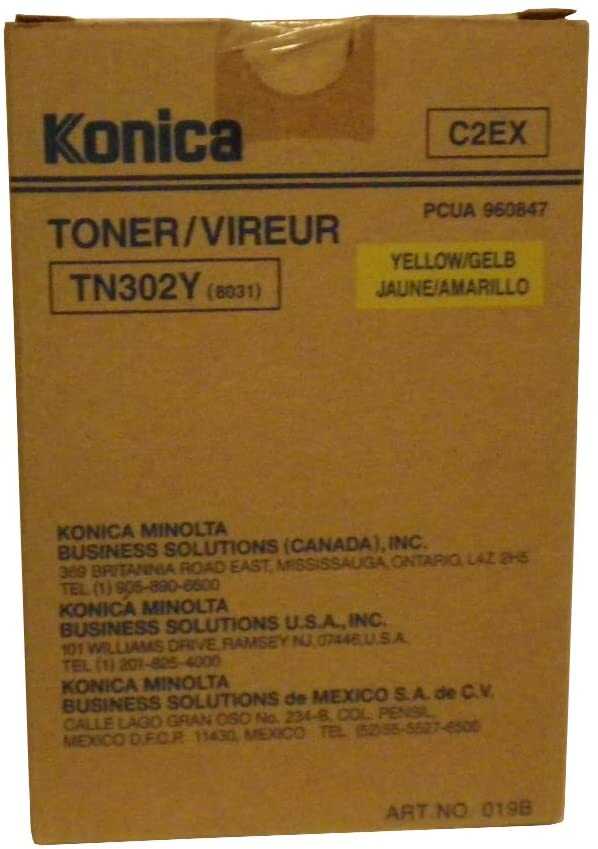 Konica
C2EX
PCUA 960847
TONER/VIREUR
TN302Y (8031)
YELLOW/GELB
JAUNE/AMARILLO
KONICA MINOLTA
BUSINESS SOLUTIONS (CANADA), INC.
369 BRITANNIA ROAD EAST, MISSISSAUGA, ONTARIO, L4Z 2H5
TEL (1) 905-890-6600
KONICA MINOLTA
BUSINESS SOLUTIONS U.S.A., INC.
101 WILLIAMS DRIVE, RAMSEY NJ, 07446, U.S.A.
TEL (1) 201-825-4000
KONICA MINOLTA
BUSINESS SOLUTIONS de MEXICO S.A. de C.V.
CALLE LAGO GRAN OSO No. 234-B, COL. PENSIL,
MEXICO D.F.C.P. 11430, MEXICO TEL (52)55-5527-6500
ART.NO. 019B